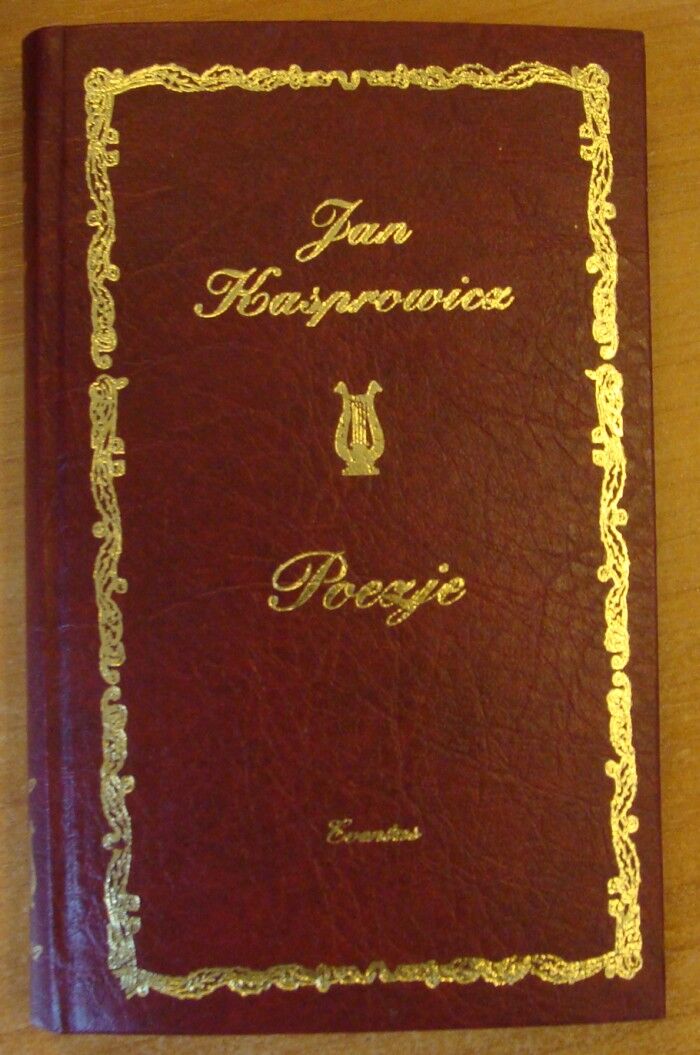 Jan
Kasprowicz
Poezje
Eventus